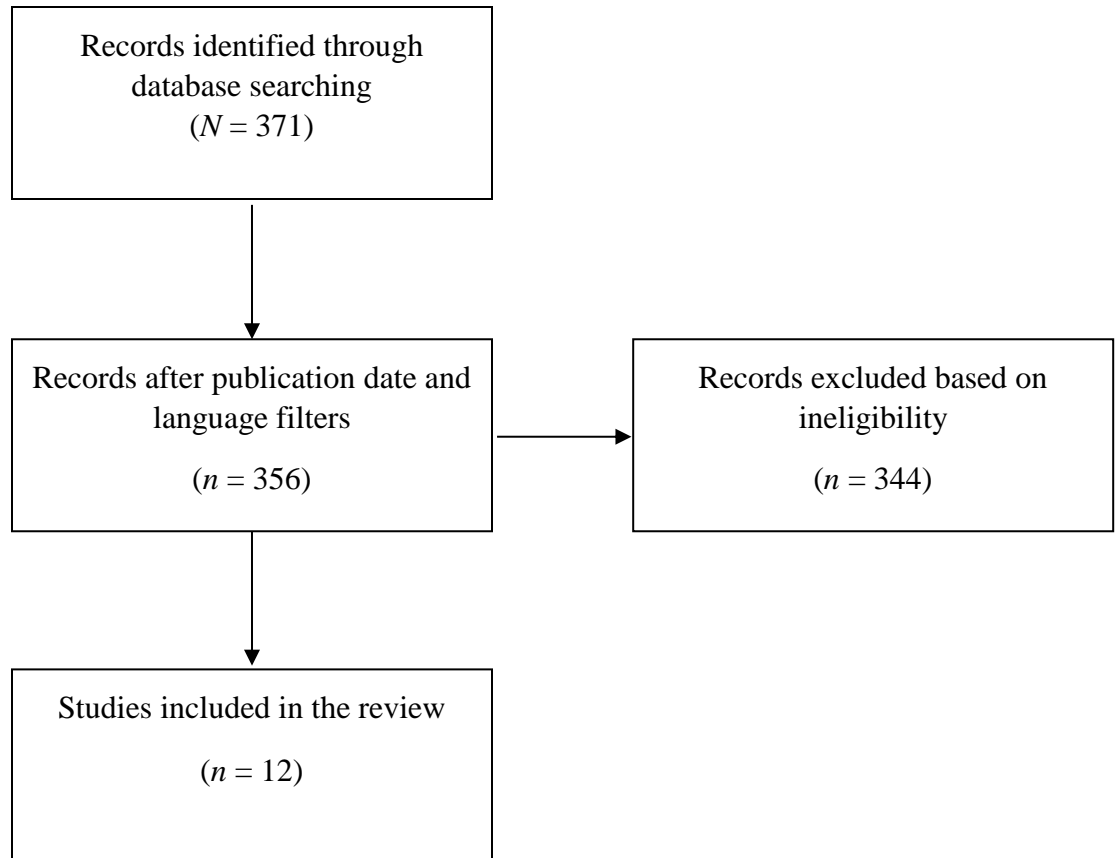 Records identified through
database searching
(N = 371)
Records after publication date and
language filters
(n = 356)
Records excluded based on
ineligibility
(n = 344)
Studies included in the review
(n = 12)